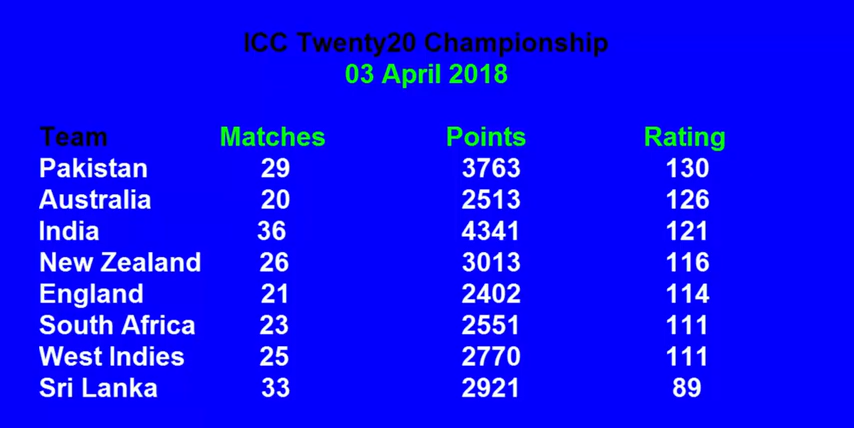 ICC Twenty20 Championship
03 April 2018
Team Matches Points Rating
Pakistan 29 3763 130
Australia 20 2513 126
India 36 4341 121
New Zealand 26 3013 116
England 21 2402 114
South Africa 23 2551 111
West Indies 25 2770 111
Sri Lanka 33 2921 89